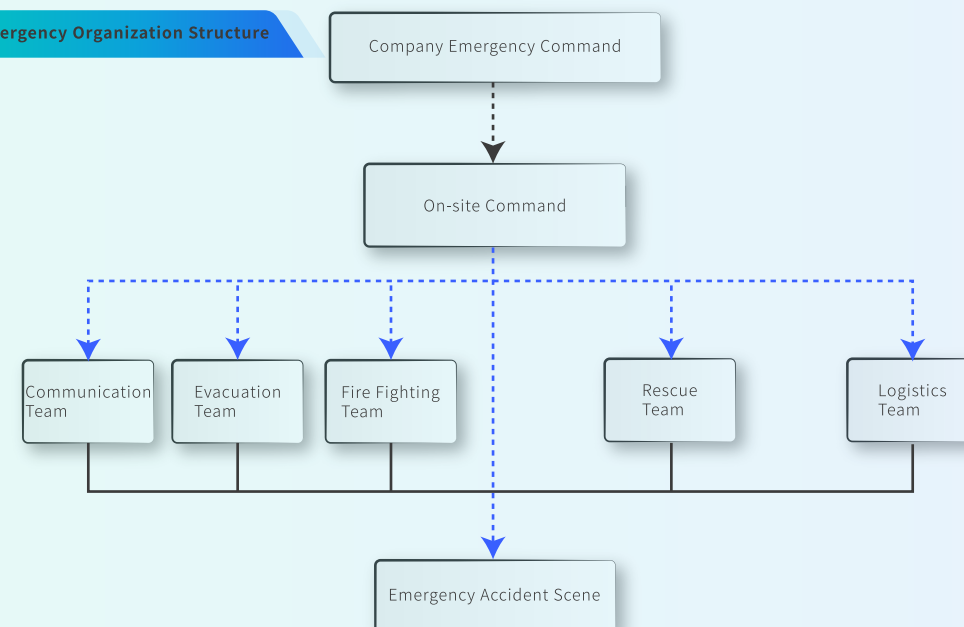 ergency Organization Structure
Company Emergency Command
On-site Command
Communication
Team
Evacuation
Team
Fire Fighting
Team
Rescue
Team
Logistics
Team
Emergency Accident Scene